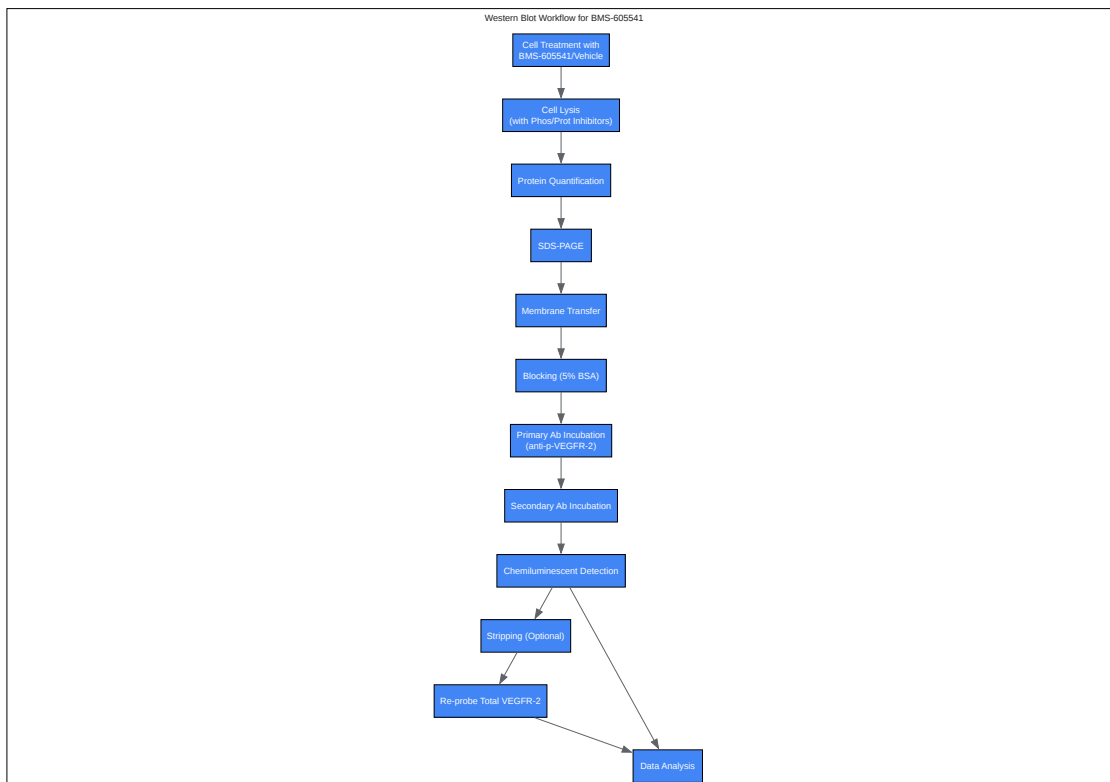 Western Blot Workflow for BMS-605541
Cell Treatment with
BMS-605541/Vehicle
Cell Lysis
(with Phos/Prot Inhibitors)
Protein Quantification
SDS-PAGE
Membrane Transfer
Blocking (5% BSA)
Primary Ab Incubation
(anti-p-VEGFR-2)
Secondary Ab Incubation
Chemiluminescent Detection
Stripping (Optional)
Re-probe Total VEGFR-2
Data Analysis